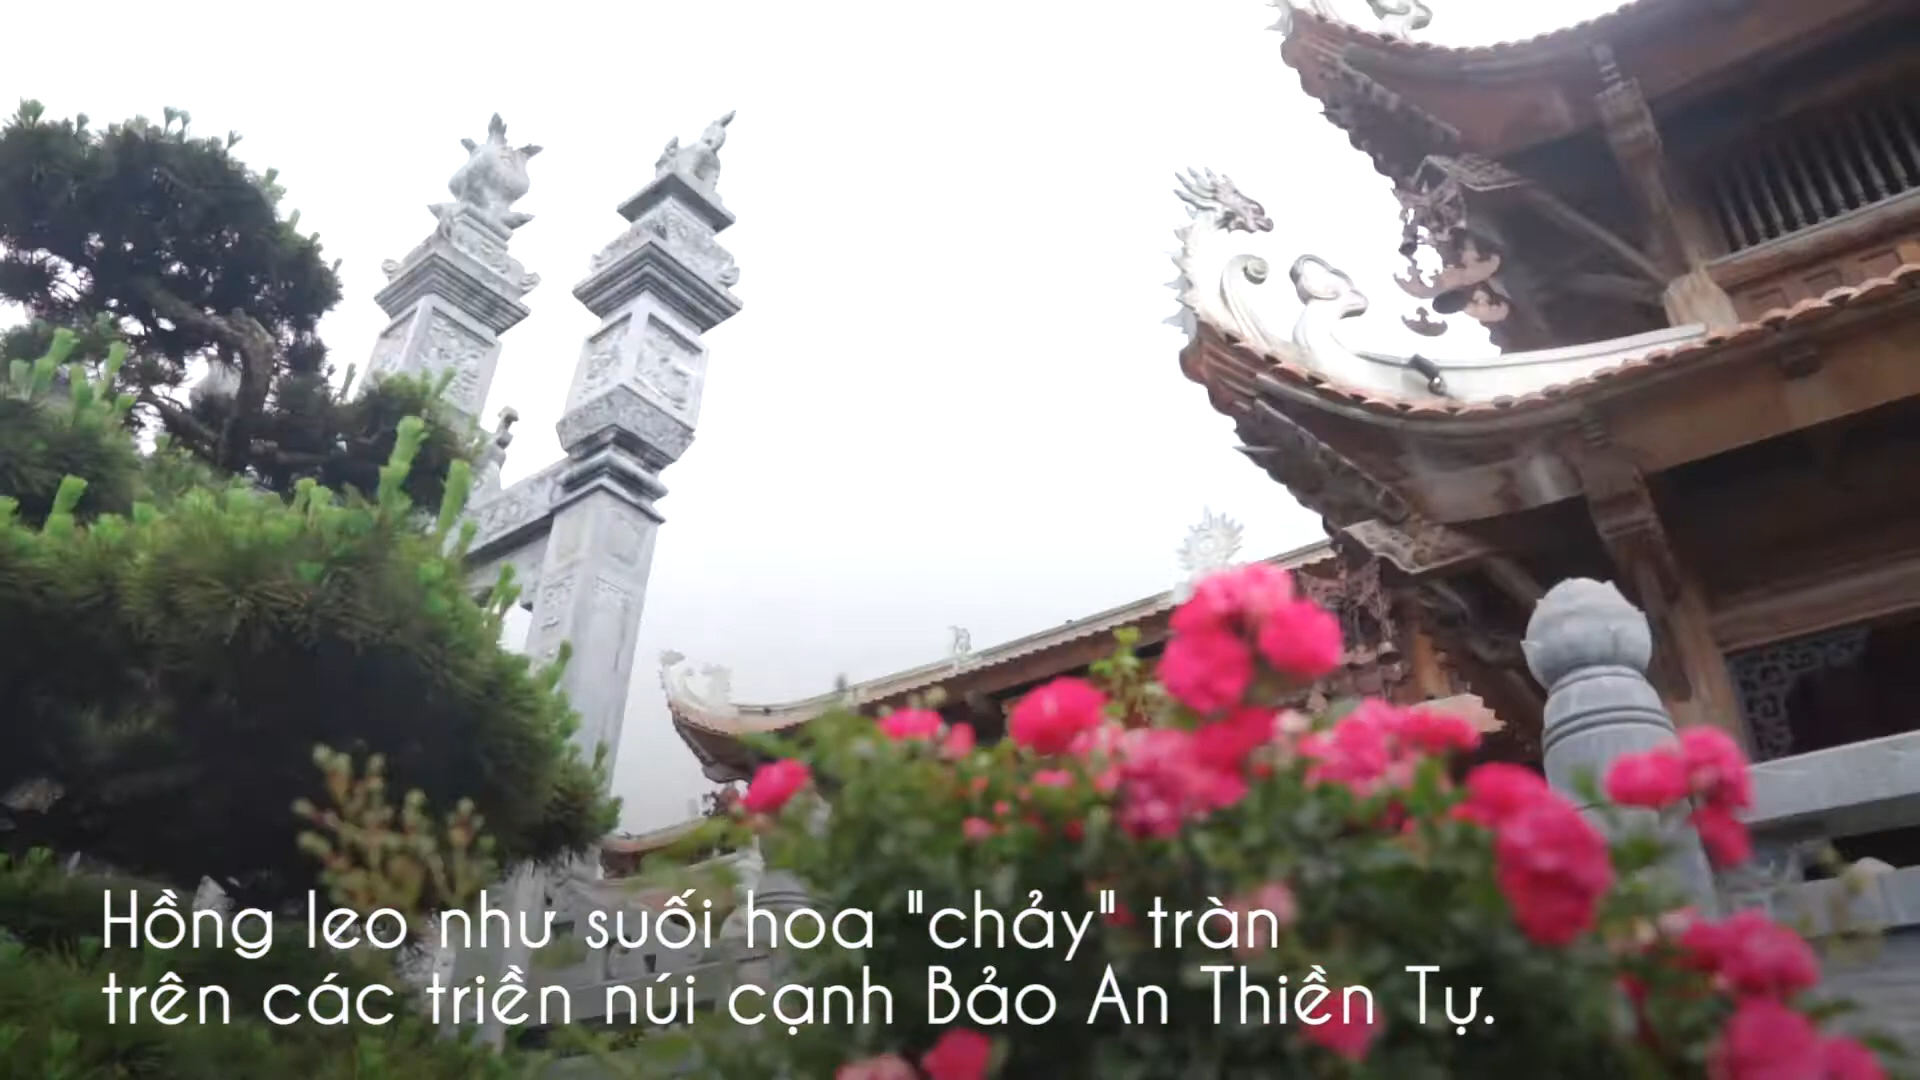 Hồng leo như suối hoa "chảy" tràn
trên các triền núi cạnh Bảo An Thiền Tự.